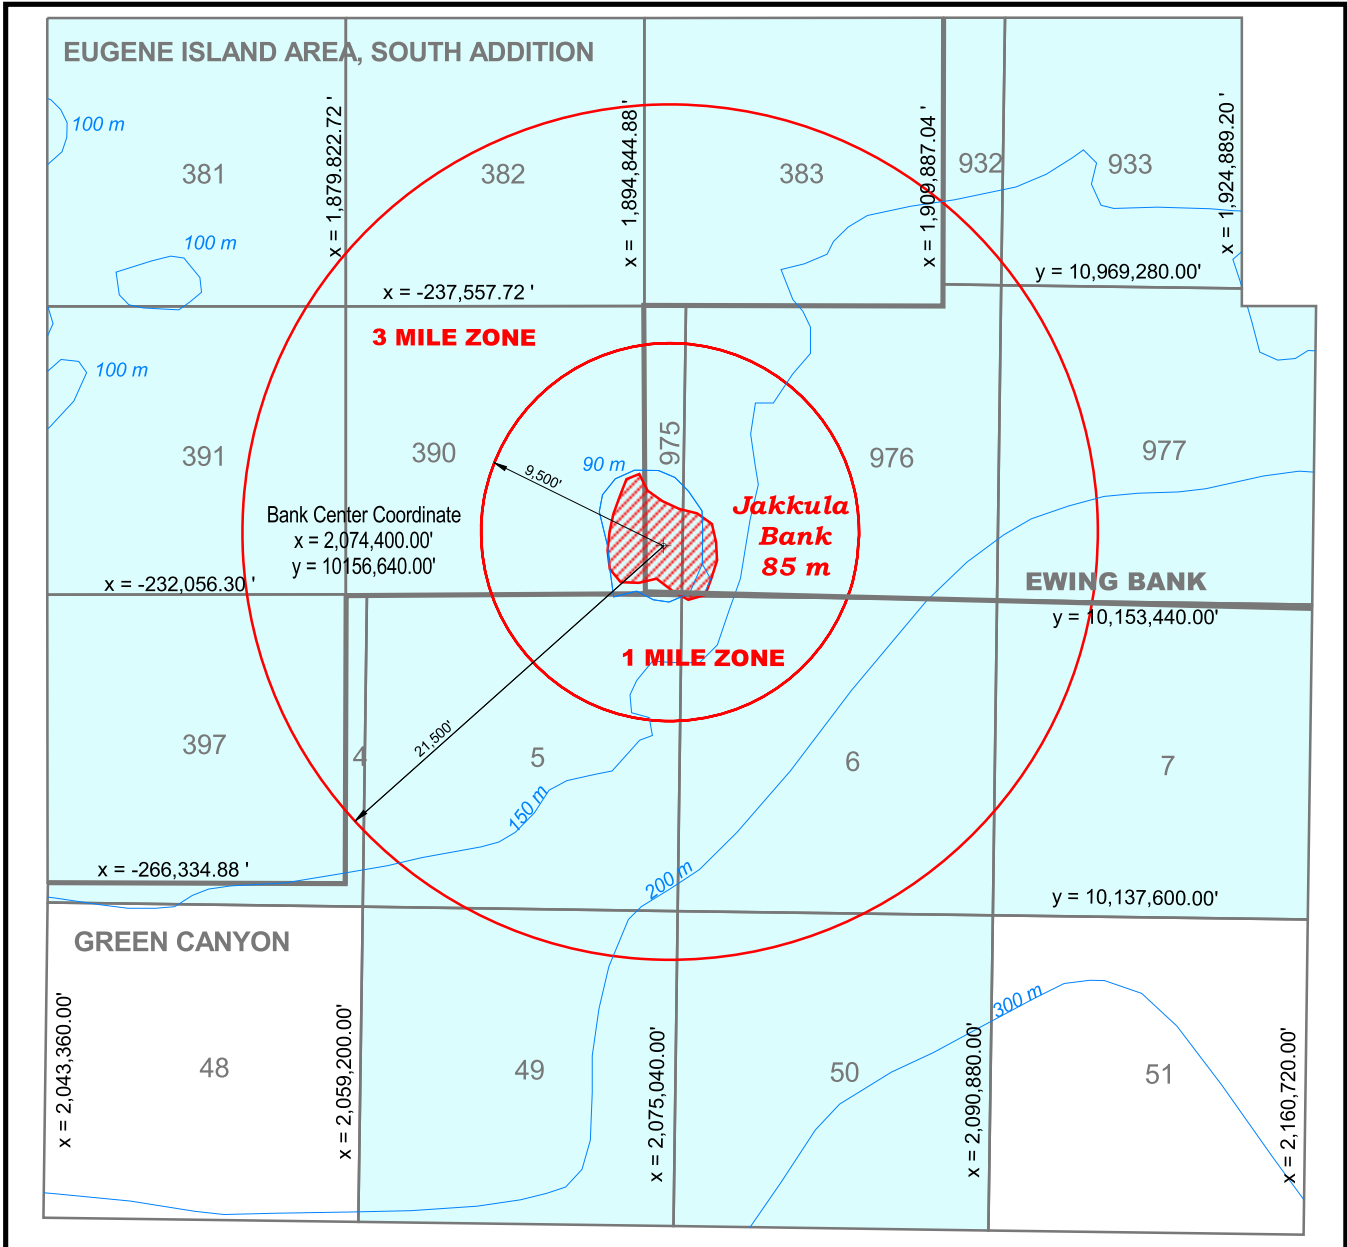 EUGENE ISLAND AREA, SOUTH ADDITION
100 m
381
x = 1,879.822.72 '
382
x = 1,894,844.88'
383
x = 1,909,887.04 '
932
933
x = 1,924,889.20 '
100 m
x = -237,557.72 '
y = 10,969,280.00'
3 MILE ZONE
100 m
391
390
90 m
975
976
977
9,500'
Jakkula
Bank
85 m
Bank Center Coordinate
x = 2,074,400.00'
y = 10156,640.00'
x = -232,056.30 '
EWING BANK
y = 10,153,440.00'
1 MILE ZONE
397
4
21,500'
5
6
7
150 m
x = -266,334.88 '
200 m
y = 10,137,600.00'
GREEN CANYON
x = 2,043,360.00'
48
x = 2,059,200.00'
49
x = 2,075,040.00'
50
x = 2,090,880.00'
300 m
51
x = 2,160,720.00'